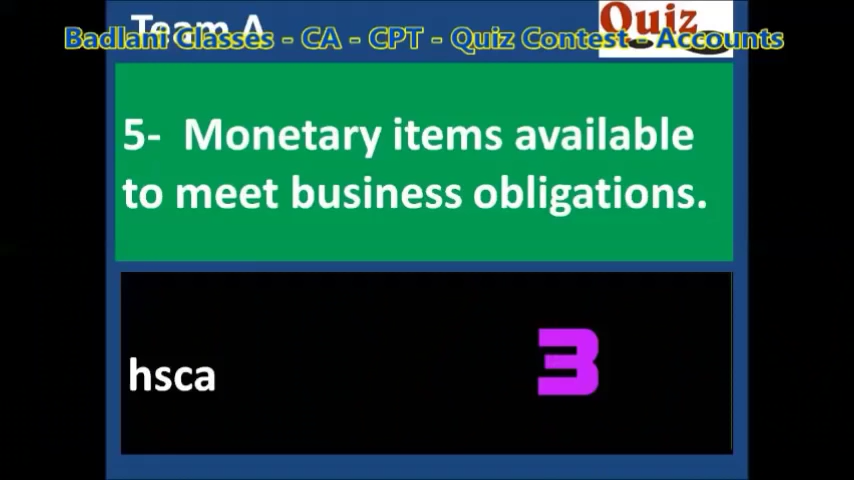 Team A
Quiz
Badlani Classes - CA - CPT - Quiz Contest - Accounts
5- Monetary items available
to meet business obligations.
hsca
3